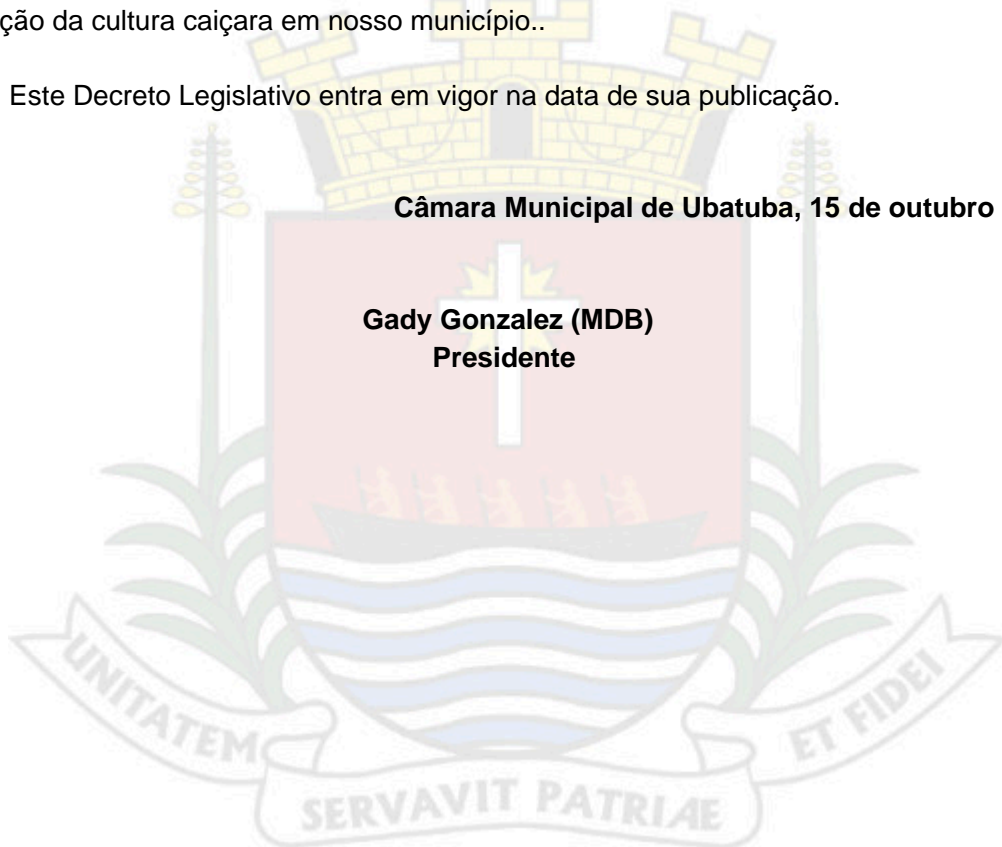 ção da cultura caiçara em nosso município..
Este Decreto Legislativo entra em vigor na data de sua publicação.
Câmara Municipal de Ubatuba, 15 de outubro
Gady Gonzalez (MDB)
Presidente
UNITATEM
SERVAVIT PATRIAE
ET FIDEI